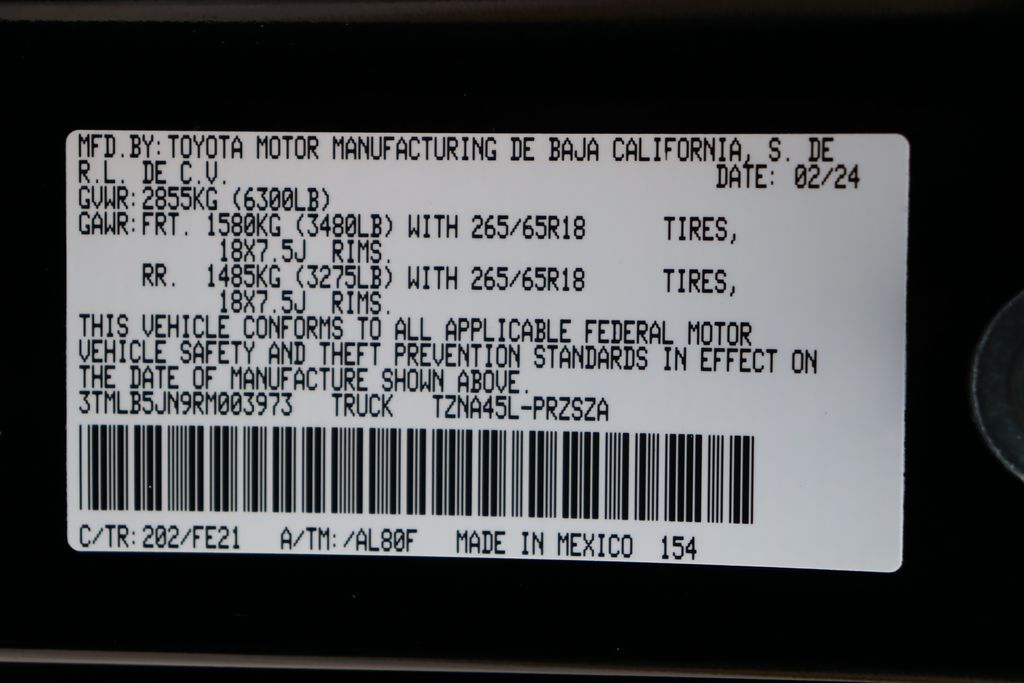 MFD.BY:TOYOTA MOTOR MANUFACTURING DE BAJA CALIFORNIA, S. DE
R.L. DE C.V. DATE: 02/24
GVWR:2855KG (6300LB)
GAWR:FRT. 1580KG (3480LB) WITH 265/65R18 TIRES,
18X7.5J RIMS.
RR. 1485KG (3275LB) WITH 265/65R18 TIRES,
18X7.5J RIMS.
THIS VEHICLE CONFORMS TO ALL APPLICABLE FEDERAL MOTOR
VEHICLE SAFETY AND THEFT PREVENTION STANDARDS IN EFFECT ON
THE DATE OF MANUFACTURE SHOWN ABOVE.
3TMLB5JN9RM003973 TRUCK TZNA45L-PRZSZA
C/TR:202/FE21 A/TM:/AL80F MADE IN MEXICO 154